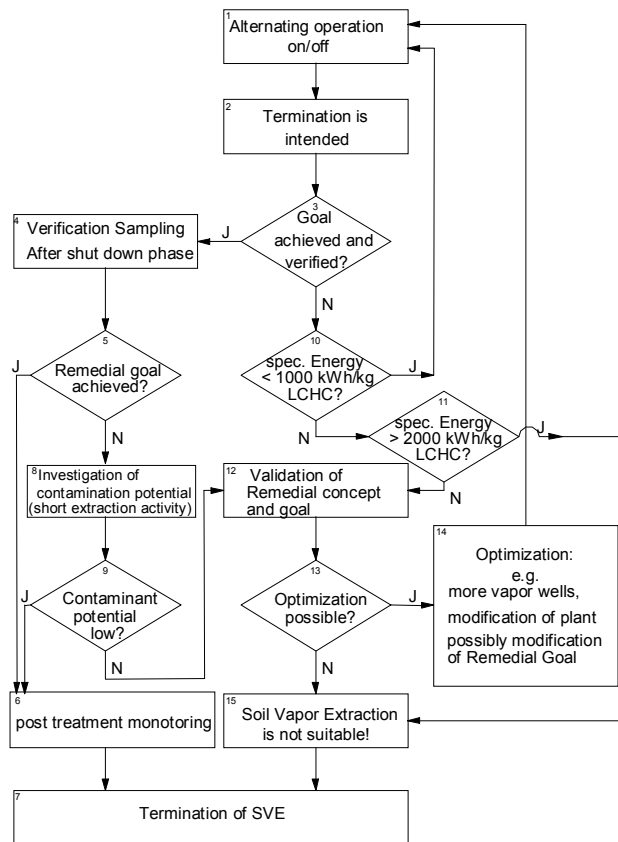 1
Alternating operation
on/off
2
Termination is
intended
3
Goal
achieved and
verified?
J
N
4
Verification Sampling
After shut down phase
5
Remedial goal
achieved?
J
N
10
spec. Energy
< 1000 kWh/kg
LCHC?
J
N
11
spec. Energy
> 2000 kWh/kg
LCHC?
J
N
8
Investigation of
contamination potential
(short extraction activity)
12
Validation of
Remedial concept
and goal
9
Contaminant
potential
low?
J
N
13
Optimization
possible?
J
N
14
Optimization:
e.g.
more vapor wells,
modification of plant
possibly modification
of Remedial Goal
6
post treatment monotoring
15
Soil Vapor Extraction
is not suitable!
7
Termination of SVE